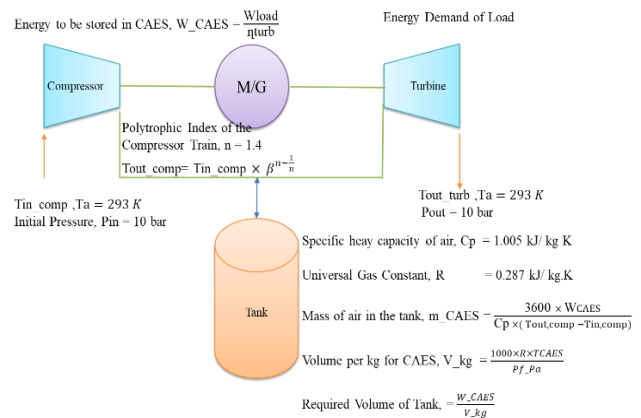 Energy to be stored in CAES, W_CAES = Wload/ηturb
Energy Demand of Load
Compressor
M/G
Turbine
Polytrophic Index of the
Compressor Train, n = 1.4
Tout_comp= Tin_comp × β^(n-1/n)
Tin_comp ,Ta = 293 K
Initial Pressure, Pin = 10 bar
Tout_turb ,Ta = 293 K
Pout = 10 bar
Tank
Specific heay capacity of air, Cp = 1.005 kJ/ kg K
Universal Gas Constant, R = 0.287 kJ/ kg.K
Mass of air in the tank, m_CAES = 3600 × WCAES/Cp ×( Tout,comp −Tin,comp)
Volume per kg for CAES, V_kg = 1000×R×TCAES/Pf_Pa
Required Volume of Tank, = W_CAES/V_kg